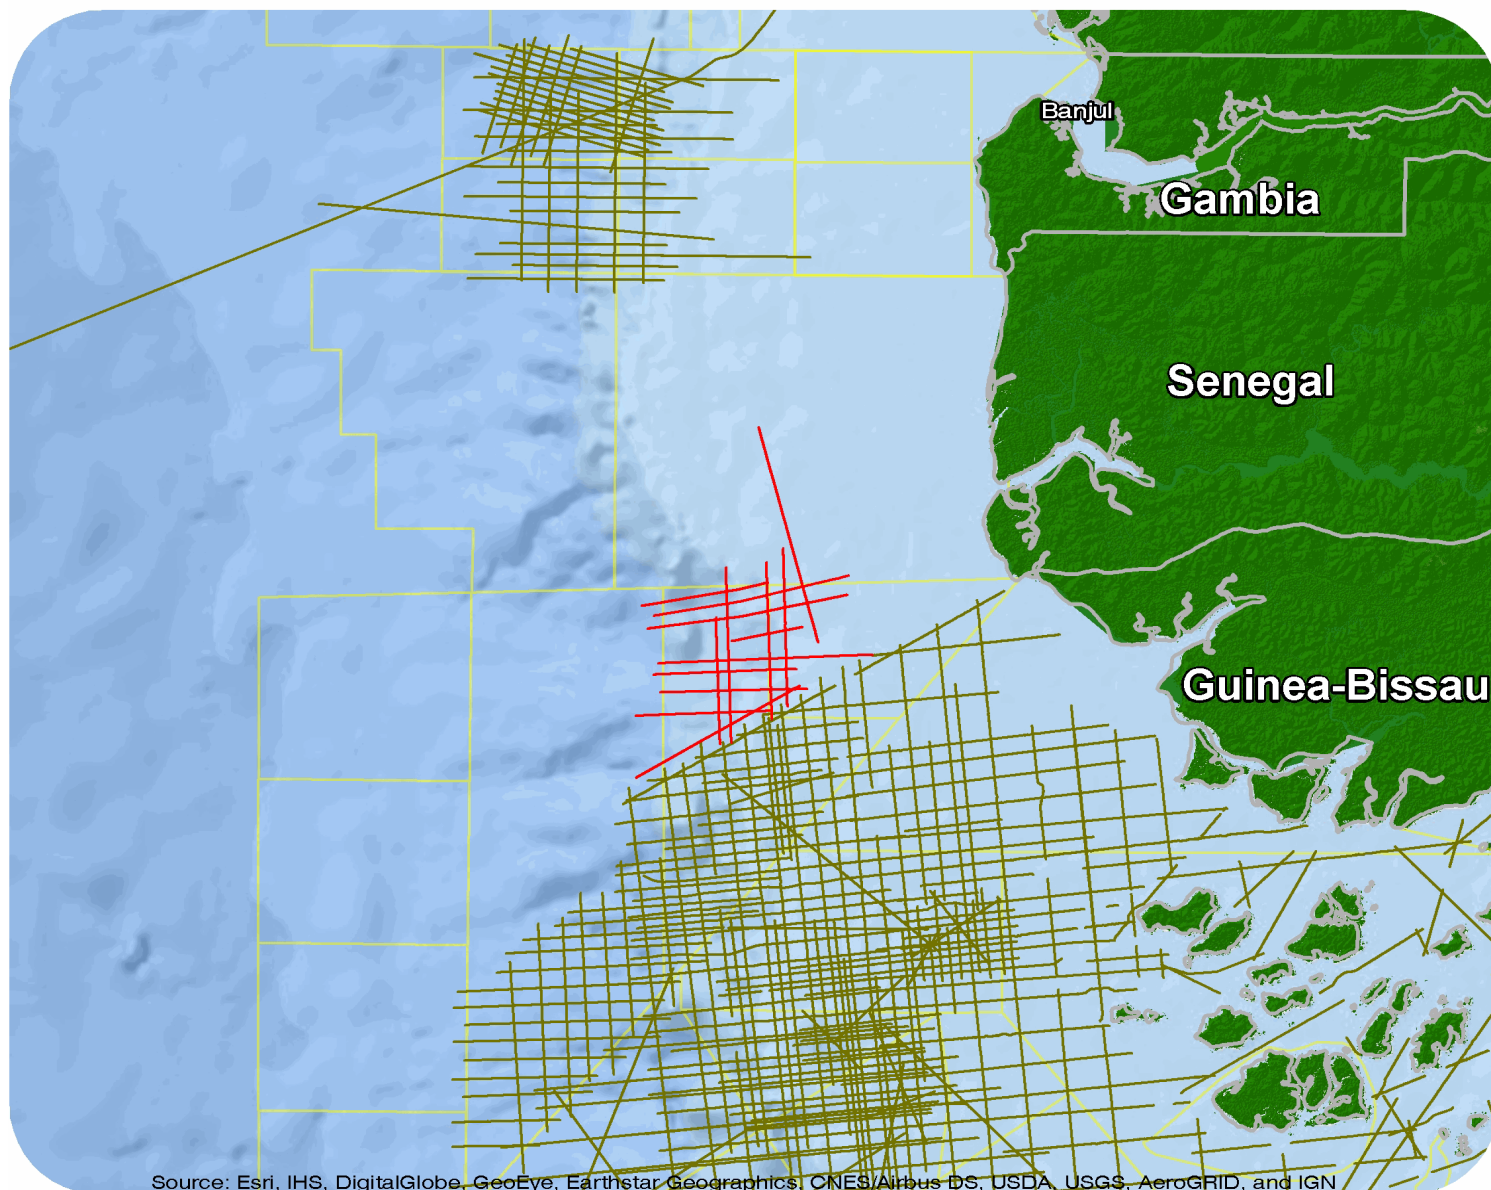 Banjul
Gambia
Senegal
Guinea-Bissau
Source: Esri, IHS, DigitalGlobe, GeoEye, Earthstar Geographics, CNES/Airbus DS, USDA, USGS, AeroGRID, and IGN